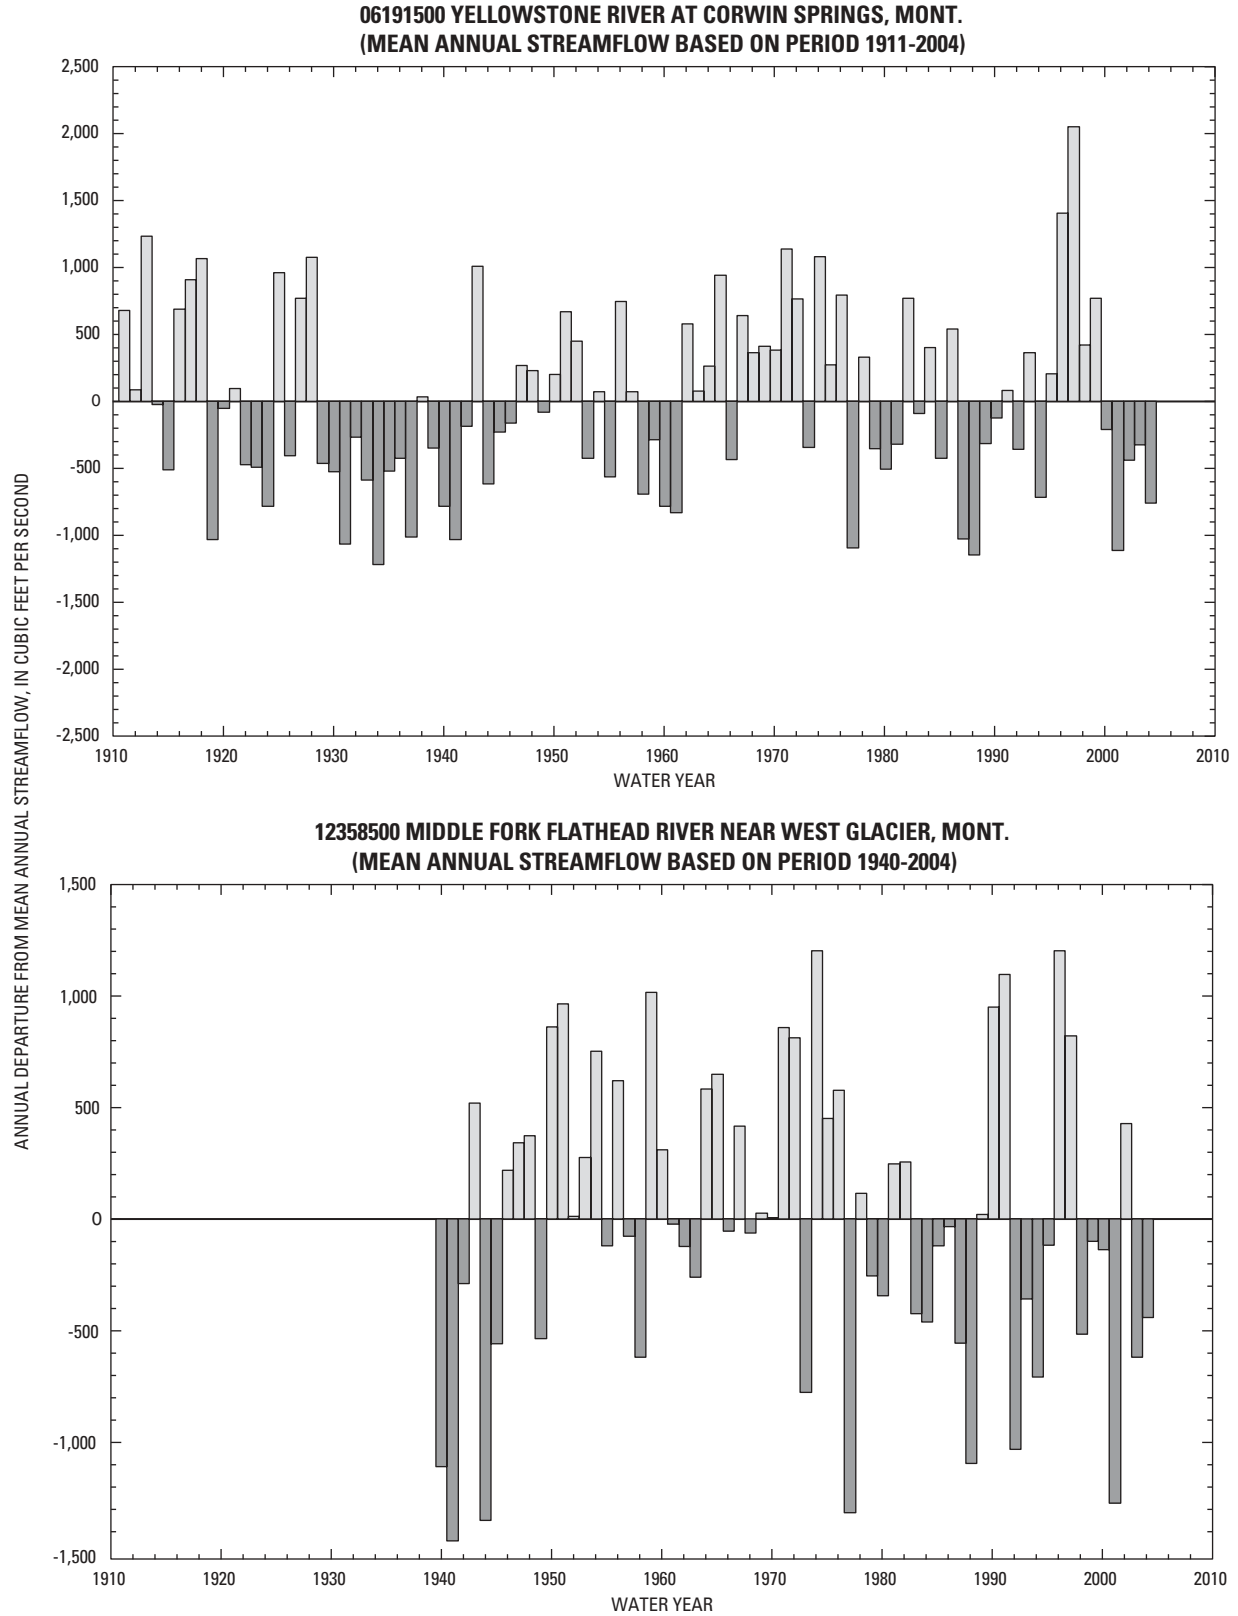 06191500 YELLOWSTONE RIVER AT CORWIN SPRINGS, MONT.
(MEAN ANNUAL STREAMFLOW BASED ON PERIOD 1911-2004)
2,500
2,000
1,500
1,000
500
0
-500
-1,000
-1,500
-2,000
-2,500
1910 1920 1930 1940 1950 1960 1970 1980 1990 2000 2010
WATER YEAR
ANNUAL DEPARTURE FROM MEAN ANNUAL STREAMFLOW, IN CUBIC FEET PER SECOND
12358500 MIDDLE FORK FLATHEAD RIVER NEAR WEST GLACIER, MONT.
(MEAN ANNUAL STREAMFLOW BASED ON PERIOD 1940-2004)
1,500
1,000
500
0
-500
-1,000
-1,500
1910 1920 1930 1940 1950 1960 1970 1980 1990 2000 2010
WATER YEAR